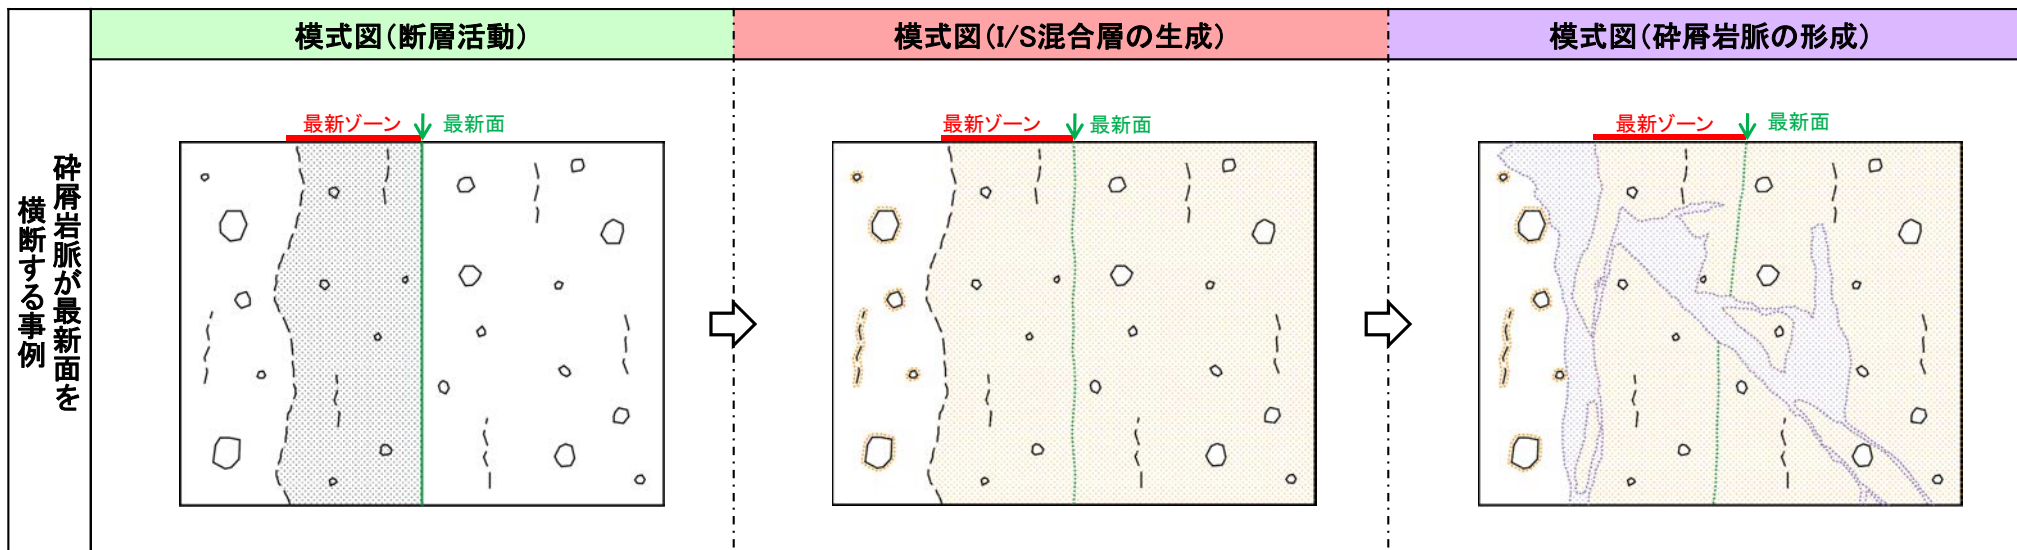 砕屑岩脈が最新面を
横断する事例
模式図(断層活動)
模式図(I/S混合層の生成)
模式図(砕屑岩脈の形成)
最新ゾーン
最新面
最新ゾーン
最新面
最新ゾーン
最新面